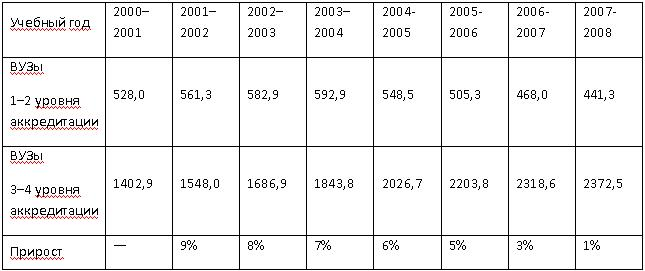 Учебный год 2000– 2001– 2002– 2003– 2004- 2005- 2006- 2007-
2001 2002 2003 2004 2005 2006 2007 2008
ВУЗы
1–2 уровня аккредитации 528,0 561,3 582,9 592,9 548,5 505,3 468,0 441,3
ВУЗы
3–4 уровня аккредитации 1402,9 1548,0 1686,9 1843,8 2026,7 2203,8 2318,6 2372,5
Прирост — 9% 8% 7% 6% 5% 3% 1%